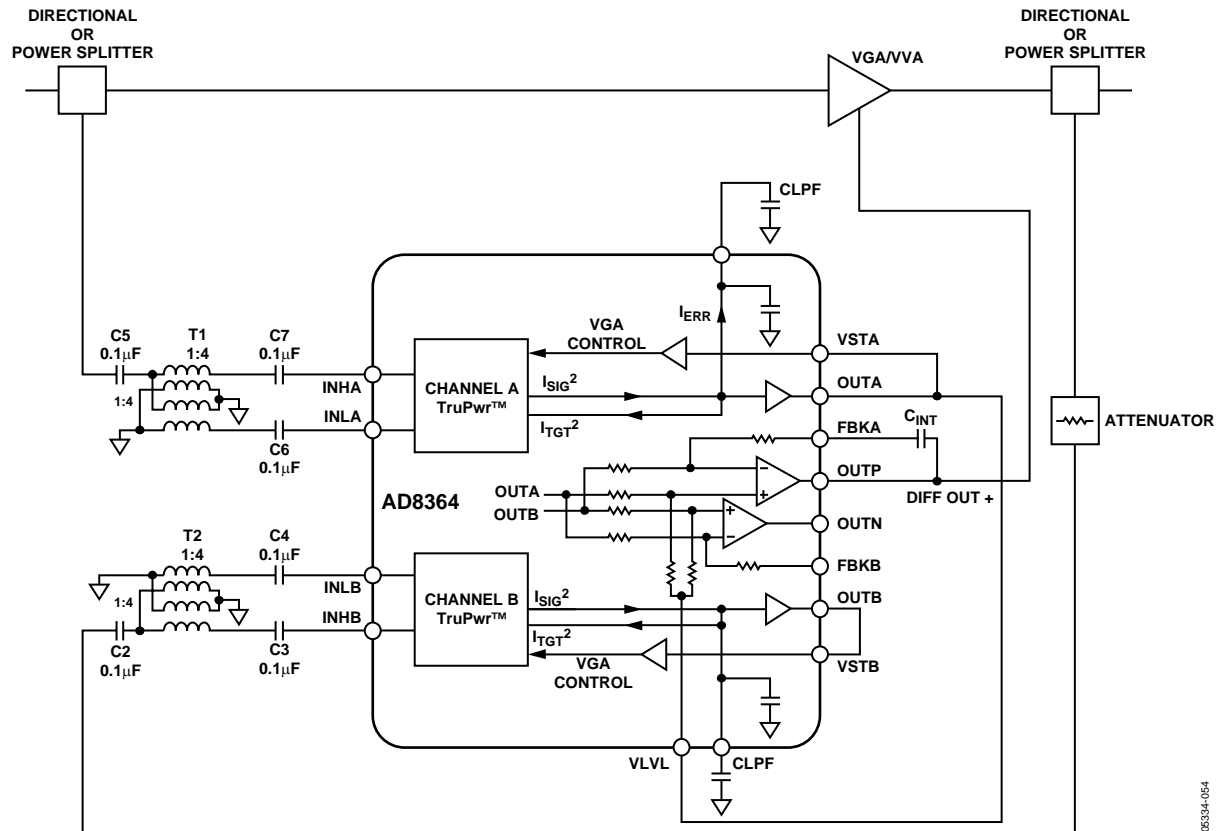 DIRECTIONAL
OR
POWER SPLITTER
DIRECTIONAL
OR
POWER SPLITTER
VGA/VVA
CLPF
C5
0.1μF
T1
1:4
C7
0.1μF
1:4
INHA
INLA
C6
0.1μF
CHANNEL A
TruPwr™
VGA
CONTROL
IERR
ISIG²
ITGT²
VSTA
OUTA
FBKA
CINT
OUTP
DIFF OUT +
ATTENUATOR
AD8364
OUTA
OUTB
OUTN
FBKB
T2
1:4
C4
0.1μF
1:4
INLB
INHB
C2
0.1μF
C3
0.1μF
CHANNEL B
TruPwr™
ISIG²
ITGT²
VGA
CONTROL
OUTB
VSTB
VLVL
CLPF
05334-054